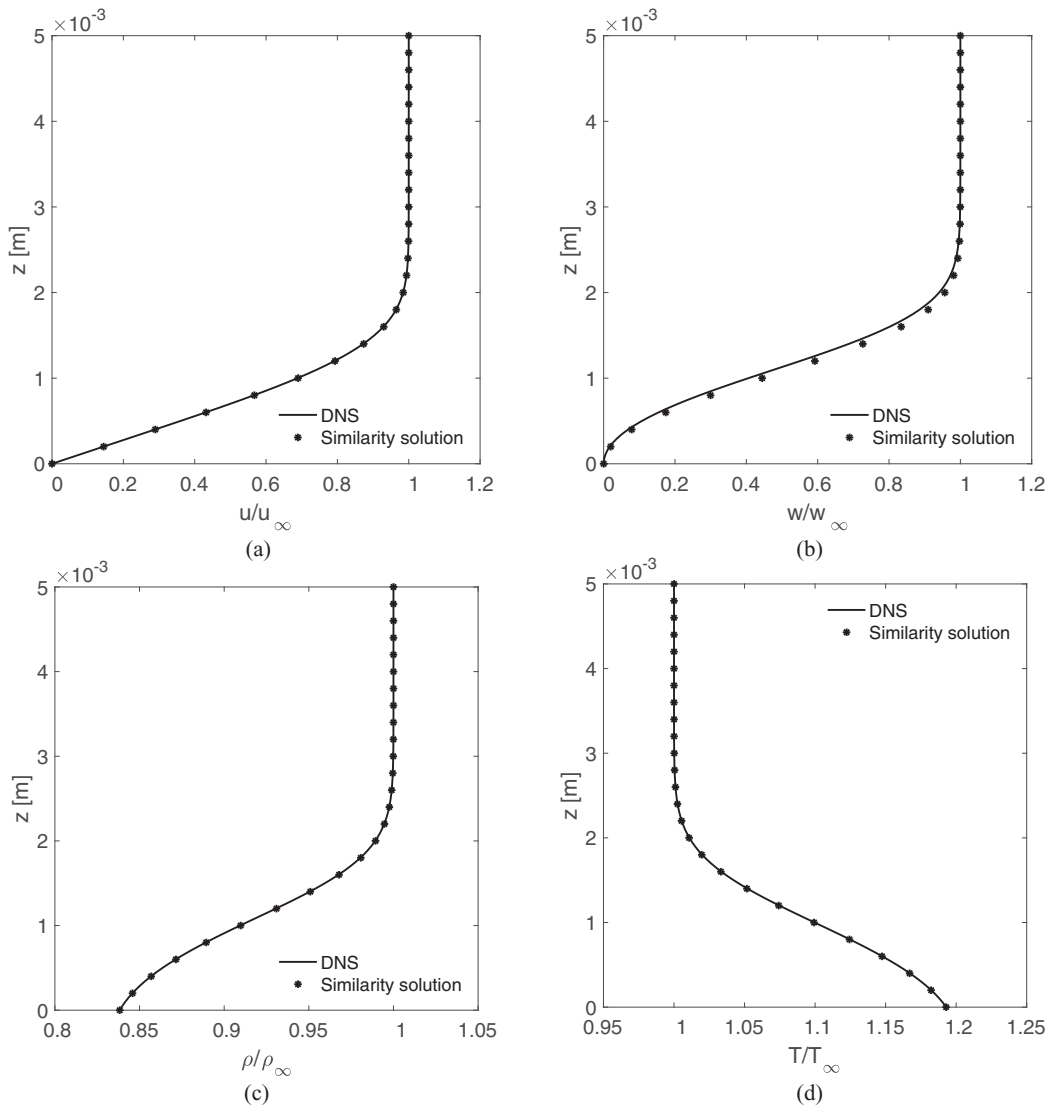 ×10⁻³
5
4
3
2
1
0
z [m]
DNS
Similarity solution
0 0.2 0.4 0.6 0.8 1 1.2
u/u∞
(a)
×10⁻³
5
4
3
2
1
0
z [m]
DNS
Similarity solution
0 0.2 0.4 0.6 0.8 1 1.2
w/w∞
(b)
×10⁻³
5
4
3
2
1
0
z [m]
DNS
Similarity solution
0.8 0.85 0.9 0.95 1 1.05
ρ/ρ∞
(c)
×10⁻³
5
4
3
2
1
0
z [m]
DNS
Similarity solution
0.95 1 1.05 1.1 1.15 1.2 1.25
T/T∞
(d)